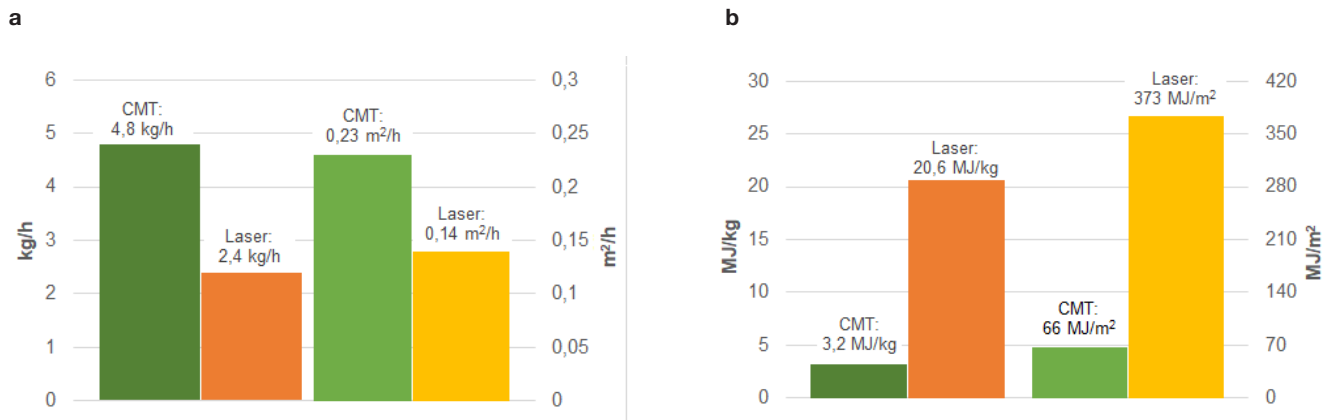 a
6
5
4
3
2
1
0
kg/h
CMT:
4,8 kg/h
Laser:
2,4 kg/h
CMT:
0,23 m²/h
Laser:
0,14 m²/h
0,3
0,25
0,2
0,15
0,1
0,05
0
m²/h
b
30
25
20
15
10
5
0
MJ/kg
CMT:
3,2 MJ/kg
Laser:
20,6 MJ/kg
CMT:
66 MJ/m²
Laser:
373 MJ/m²
420
350
280
210
140
70
0
MJ/m²